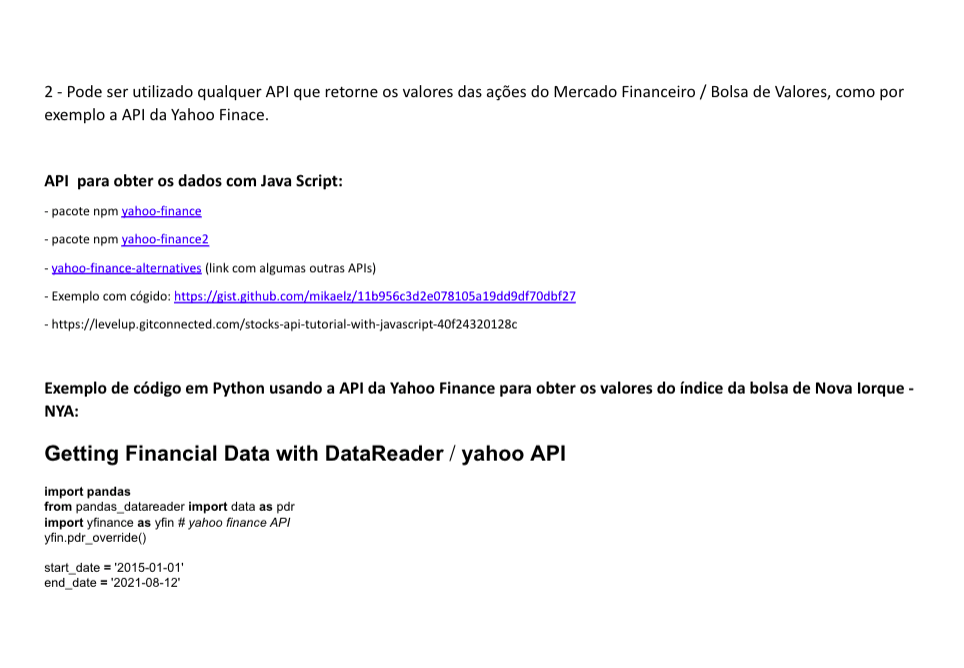 2 - Pode ser utilizado qualquer API que retorne os valores das ações do Mercado Financeiro / Bolsa de Valores, como por
exemplo a API da Yahoo Finace.
API  para obter os dados com Java Script:
- pacote npm yahoo-finance
- pacote npm yahoo-finance2
- yahoo-finance-alternatives (link com algumas outras APIs)
- Exemplo com cógido: https://gist.github.com/mikaelz/11b956c3d2e078105a19dd9df70dbf27
- https://levelup.gitconnected.com/stocks-api-tutorial-with-javascript-40f24320128c
Exemplo de código em Python usando a API da Yahoo Finance para obter os valores do índice da bolsa de Nova Iorque -
NYA:
Getting Financial Data with DataReader / yahoo API
import pandas
from pandas_datareader import data as pdr
import yfinance as yfin # yahoo finance API
yfin.pdr_override()
start_date = '2015-01-01'
end_date = '2021-08-12'